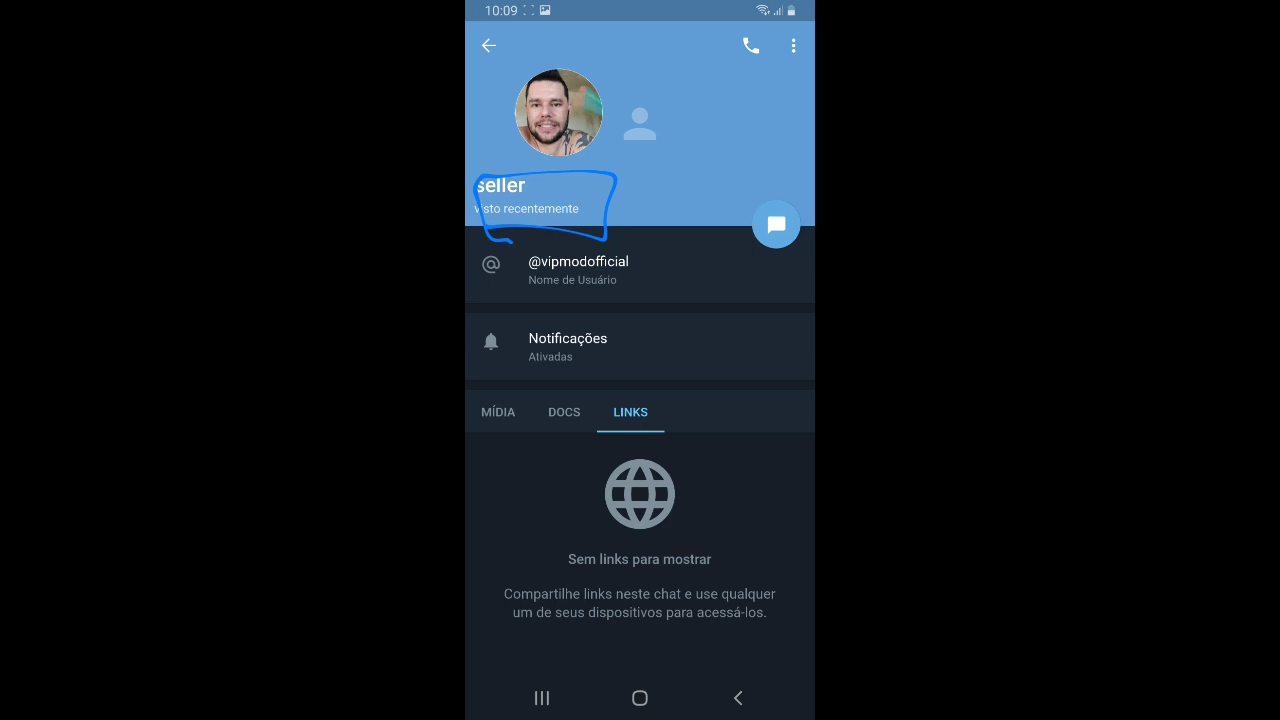 10:09
seller
visto recentemente
@vipmodofficial
Nome de Usuário
Notificações
Ativadas
MÍDIA DOCS LINKS
Sem links para mostrar
Compartilhe links neste chat e use qualquer
um de seus dispositivos para acessá-los.